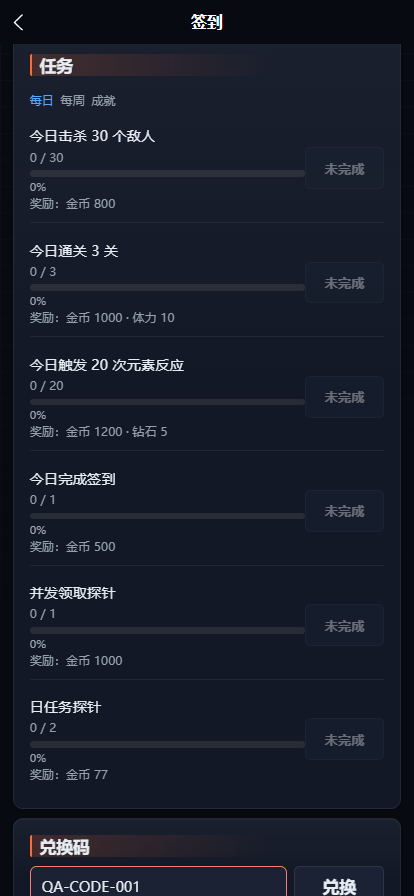 签到
任务
每日 每周 成就
今日击杀 30 个敌人
0 / 30
未完成
0%
奖励：金币 800
今日通关 3 关
0 / 3
未完成
0%
奖励：金币 1000 · 体力 10
今日触发 20 次元素反应
0 / 20
未完成
0%
奖励：金币 1200 · 钻石 5
今日完成签到
0 / 1
未完成
0%
奖励：金币 500
并发领取探针
0 / 1
未完成
0%
奖励：金币 1000
日任务探针
0 / 2
未完成
0%
奖励：金币 77
兑换码
QA-CODE-001 兑换